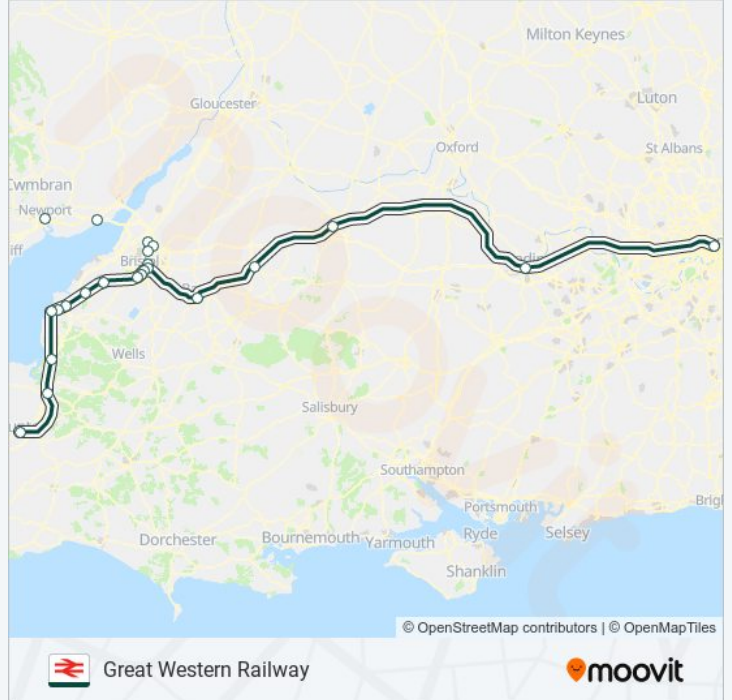 Milton Keynes
Gloucester
Luton
Oxford
St Albans
Cwmbran
Newport
Wells
Salisbury
Southampton
Portsmouth
Dorchester
Bournemouth
Yarmouth
Ryde
Selsey
Shanklin
© OpenStreetMap contributors | © OpenMapTiles
Great Western Railway
moovit